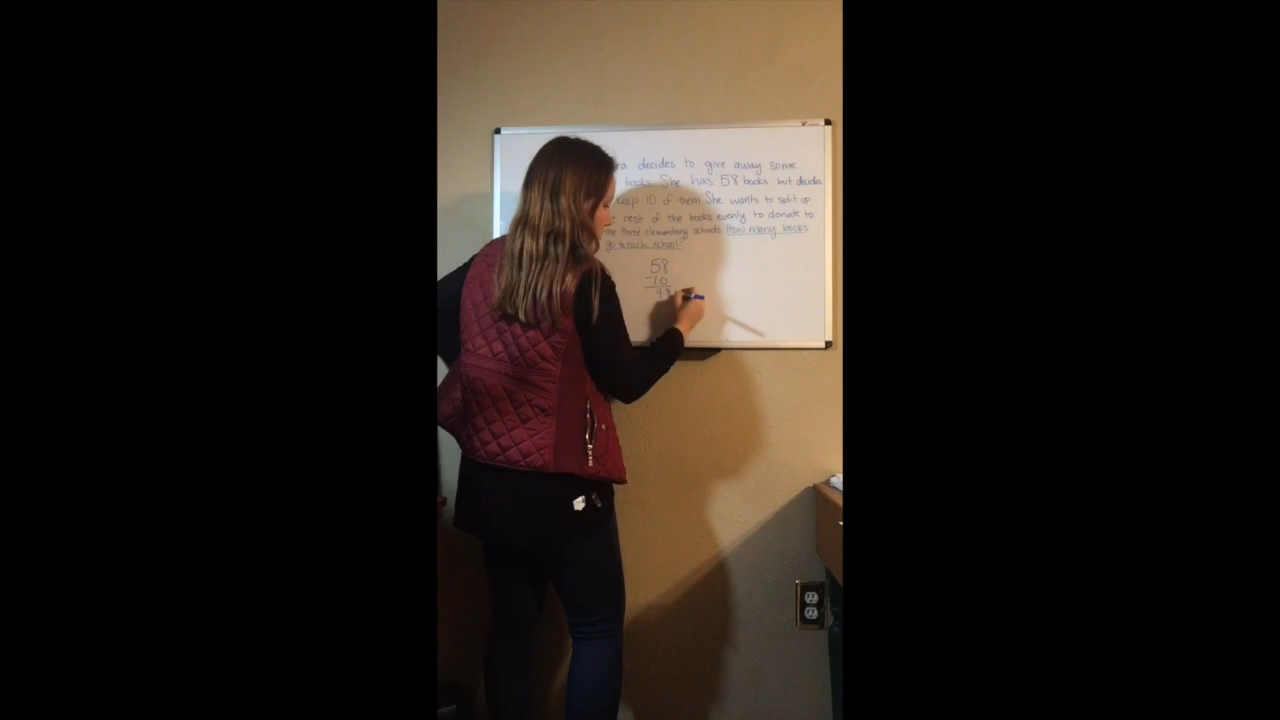 decides to give away some
books. She has 58 books but decides
10 of them. She wants to split up
rest of the books evenly to donate to
three elementary schools. How many books
go to each school?
58
-10
48